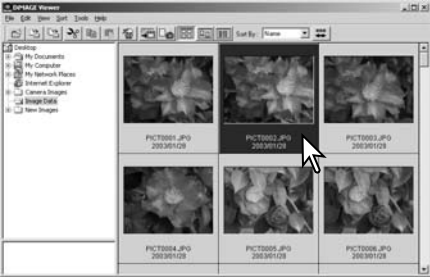 DiMAGE Viewer
File Edit View Sort Tools Help
Sort By: Name
Desktop
My Documents
My Computer
My Network Places
Internet Explorer
Camera Images
Image Data
New Images
PICT0001.JPG PICT0002.JPG PICT0003.JPG
2003/01/28 2003/01/28 2003/01/28
PICT0004.JPG PICT0005.JPG PICT0006.JPG
2003/01/28 2003/01/28 2003/01/28